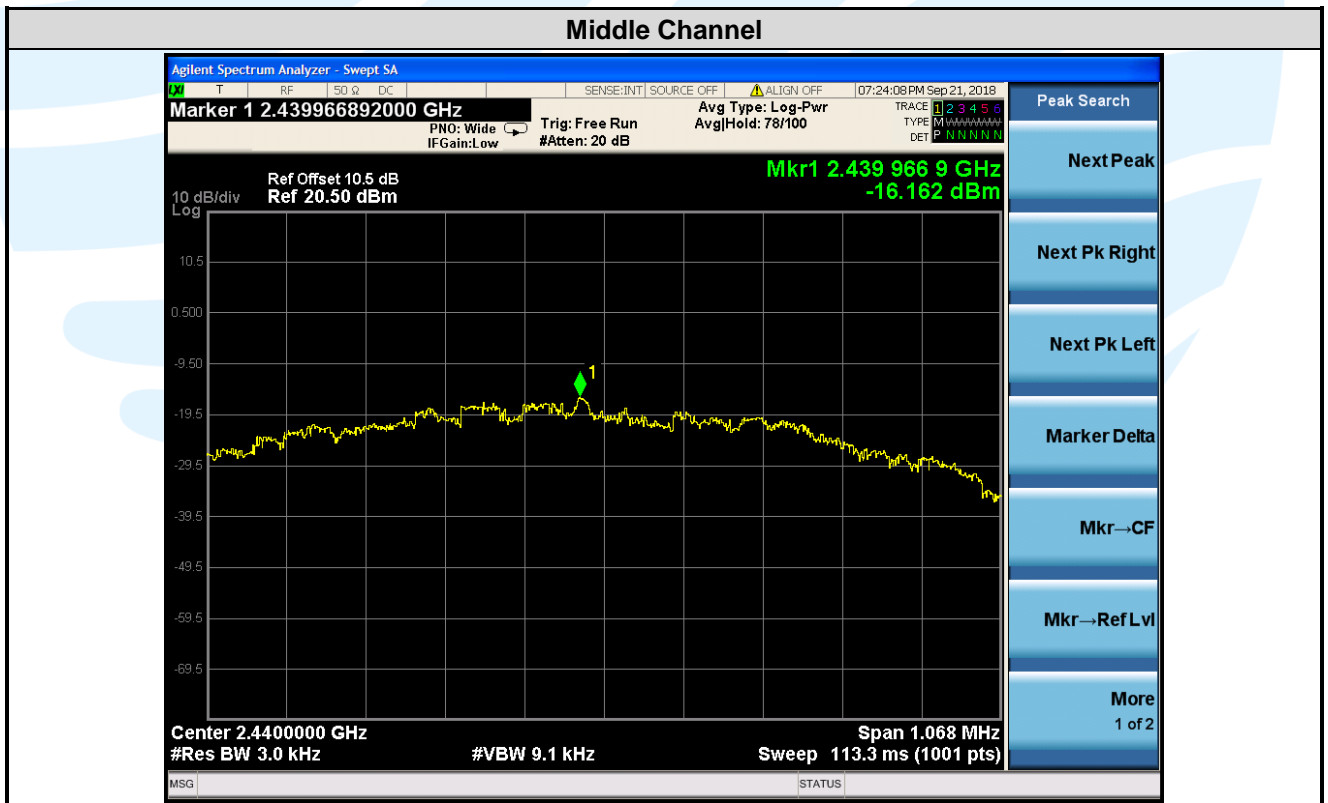 Middle Channel
Agilent Spectrum Analyzer - Swept SA
LXI T RF 50 Ω DC SENSE:INT SOURCE OFF ALIGN OFF 07:24:08 PM Sep 21, 2018
Marker 1 2.439966892000 GHz
PNO: Wide
IFGain:Low
Trig: Free Run
#Atten: 20 dB
Avg Type: Log-Pwr
Avg|Hold: 78/100
TRACE 1 2 3 4 5 6
TYPE M WWWWW
DET P N N N N N
Mkr1 2.439 966 9 GHz
-16.162 dBm
Ref Offset 10.5 dB
10 dB/div Ref 20.50 dBm
Log
10.5
0.500
-9.50
-19.5
-29.5
-39.5
-49.5
-59.5
-69.5
1
Center 2.4400000 GHz Span 1.068 MHz
#Res BW 3.0 kHz #VBW 9.1 kHz Sweep 113.3 ms (1001 pts)
MSG STATUS
Peak Search
Next Peak
Next Pk Right
Next Pk Left
Marker Delta
Mkr→CF
Mkr→Ref Lvl
More
1 of 2